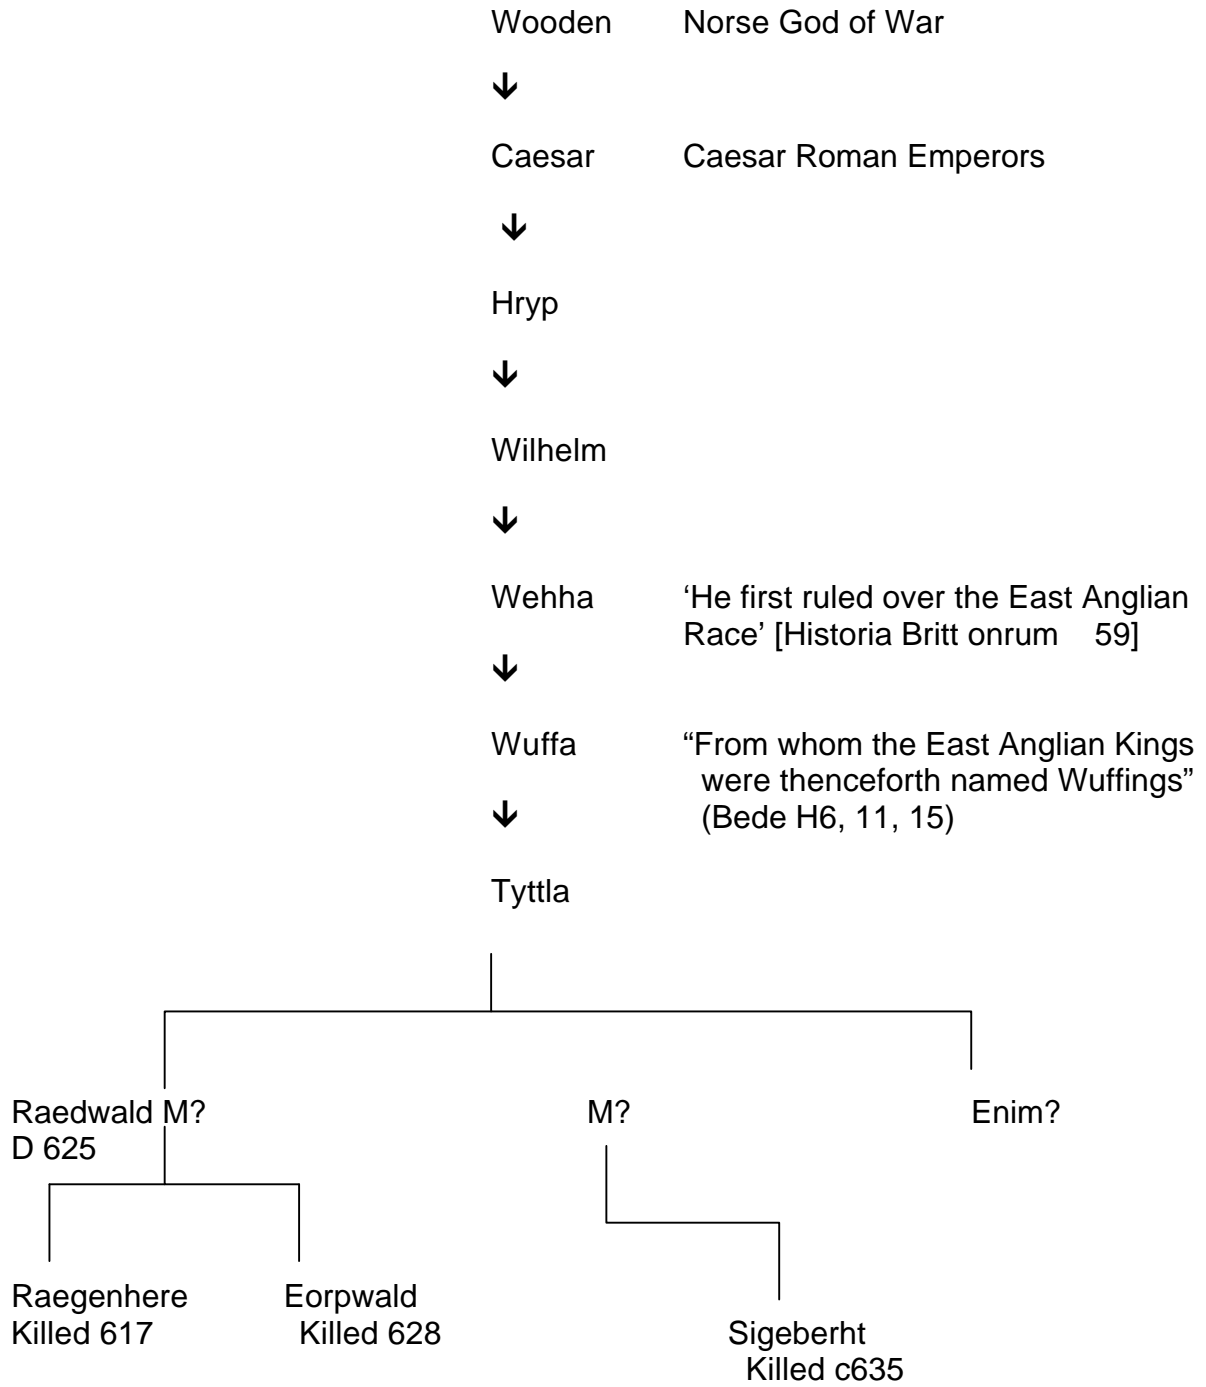 Wooden Norse God of War
Caesar Caesar Roman Emperors
Hryp
Wilhelm
Wehha ‘He first ruled over the East Anglian
Race’ [Historia Britt onrum 59]
Wuffa “From whom the East Anglian Kings
were thenceforth named Wuffings”
(Bede H6, 11, 15)
Tyttla
Raedwald M? M? Enim?
D 625
Raegenhere Eorpwald
Killed 617 Killed 628 Sigeberht
Killed c635